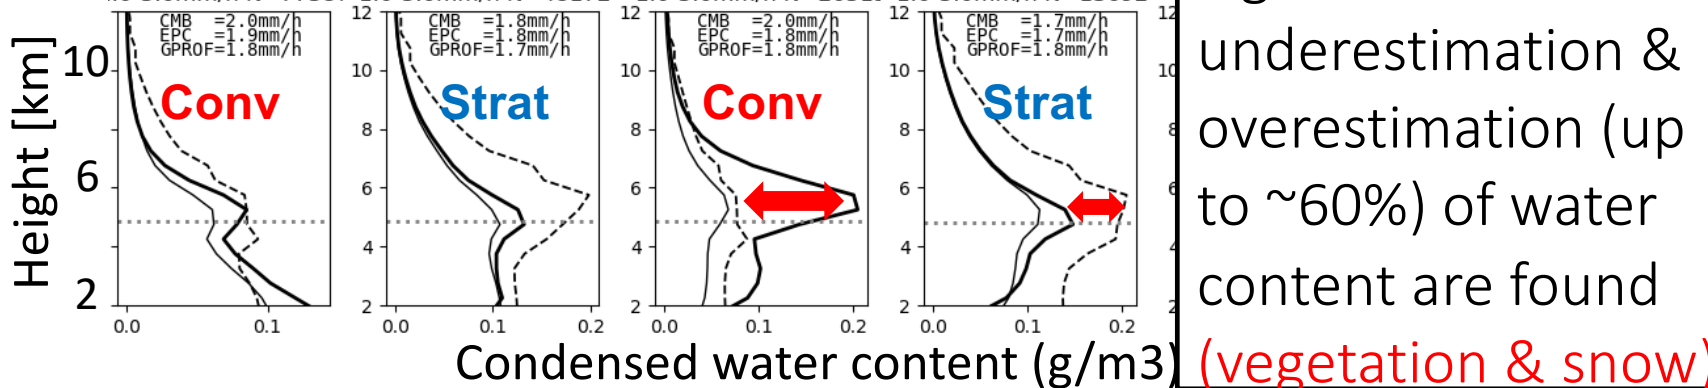 12 12 12 12
CMB =2.0mm/h CMB =1.8mm/h CMB =2.0mm/h CMB =1.7mm/h
EPC =1.9mm/h EPC =1.8mm/h EPC =1.8mm/h EPC =1.7mm/h
GPROF=1.8mm/h GPROF=1.7mm/h GPROF=1.8mm/h GPROF=1.8mm/h
10 10 10 10 10
Conv Strat Conv Strat
8 8 8
6 6 6 6
4 4 4
2 2 2 2
0.0 0.1 0.0 0.1 0.2 0.0 0.1 0.2 0.0 0.1 0.2
Height [km]
Condensed water content (g/m3)
underestimation &
overestimation (up
to ~60%) of water
content are found
(vegetation & snow)